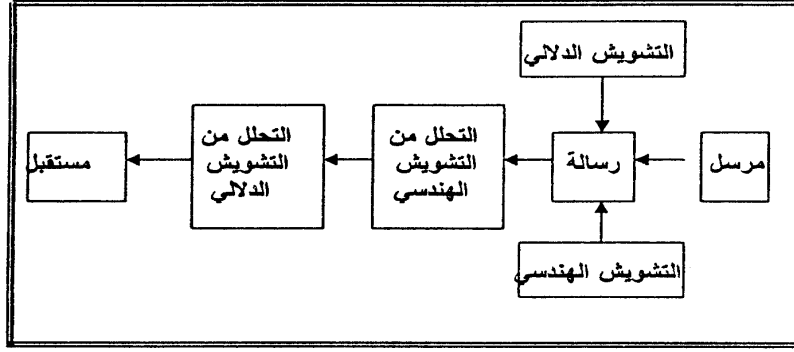 التشويش الدلالي
مرسل
رسالة
التحلل من
التشويش
الهندسي
التحلل من
التشويش
الدلالي
مستقبل
التشويش الهندسي